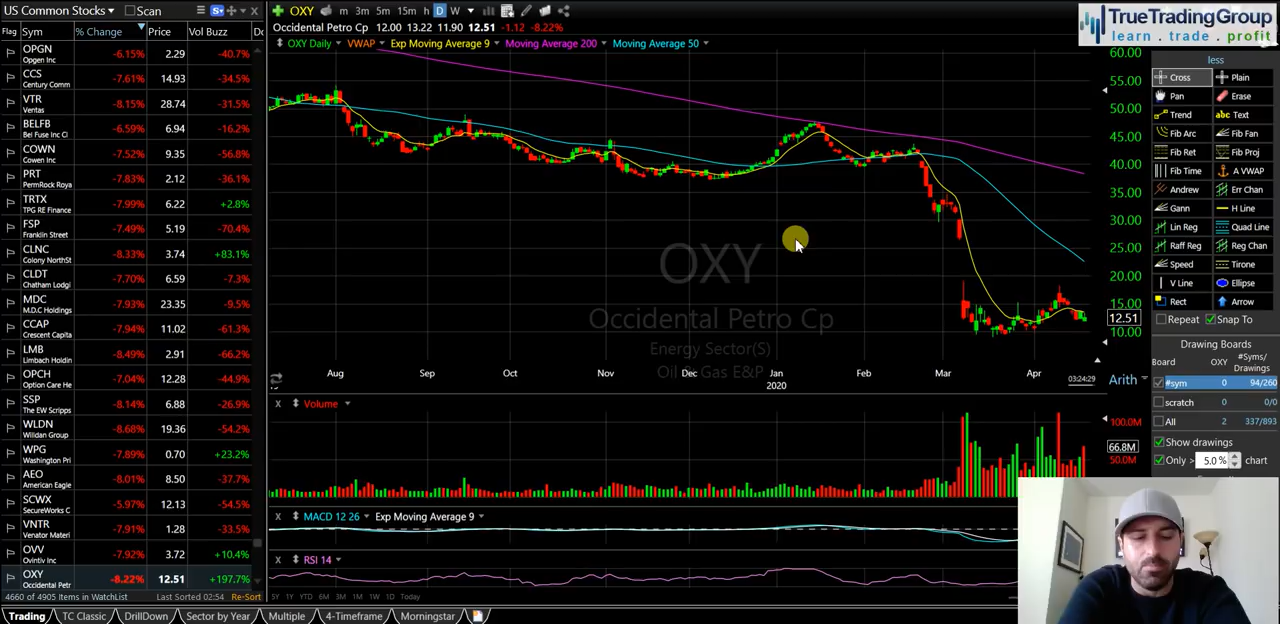 US Common Stocks Scan
Flag % Change Price Vol Buzz
OPGN -6.15% 2.29 -40.7%
Opgen Inc
CCS -7.61% 14.93 -34.5%
Century Comm
VTR -8.15% 28.74 -31.5%
Ventas
BELFB -6.59% 6.94 -16.2%
Bel Fuse Inc Cl
COWN -7.52% 9.35 -56.8%
Cowen Inc
PRT -7.83% 2.12 -36.1%
PermRock Roya
TRTX -7.99% 6.22 +2.8%
TPG RE Finance
FSP -7.34% 5.19 -70.4%
Franklin Street
CLNC -8.33% 3.74 +83.1%
Colony NorthSt
CLDT -7.70% 6.59 -7.3%
Chatham Lodgi
MDC -7.93% 23.35 -9.5%
M.D.C Holdings
CCAP -7.94% 11.02 -61.3%
Crescent Capita
LMB -8.49% 2.91 -66.2%
Limbach Holdin
OPCH -7.04% 12.28 -44.9%
Option Care He
SSP -8.14% 6.88 -26.9%
The EW Scripps
WLDN -8.68% 19.36 -54.2%
Willdan Group
WPG -7.89% 0.70 +23.2%
Washington Pri
AEO -8.01% 8.50 -37.7%
American Eagle
SCWX -5.97% 12.13 -54.5%
SecureWorks C
VNTR -7.91% 1.28 -33.5%
Venator Materi
OVV -7.92% 3.72 +10.4%
Ovintiv Inc
OXY -8.22% 12.51 +197.7%
Occidental Petr
4660 of 4905 Items in WatchList Last Sorted 02:54 Re-Sort
Trading TC Classic DrillDown Sector by Year Multiple 4-Timeframe Morningstar
OXY m 3m 5m 15m h D W
Occidental Petro Cp 12.00 13.22 11.90 12.51 -1.12 -8.22%
OXY Daily VWAP Exp Moving Average 9 Moving Average 200 Moving Average 50
OXY
Occidental Petro Cp
Energy Sector(S)
Oil & Gas E&P
60.00
55.00
50.00
45.00
40.00
35.00
30.00
25.00
20.00
15.00
12.51
10.00
Aug Sep Oct Nov Dec Jan Feb Mar Apr
2020
03:24:29 Arith
X Volume
100.0M
66.8M
50.0M
X MACD 12 26 Exp Moving Average 9
X RSI 14
5Y 1Y YTD 6M 3M 1M 1W 1D Today
TrueTradingGroup
learn . trade . profit
less
Cross Plain
Pan Erase
Trend abc Text
Fib Arc Fib Fan
Fib Ret Fib Proj
Fib Time A VWAP
Andrew Err Chan
Gann H Line
Lin Reg Quad Line
Raff Reg Reg Chan
Speed Tirone
V Line Ellipse
Rect Arrow
Repeat Snap To
Drawing Boards
Board OXY #Syms/
Drawings
#sym 0 94/260
scratch 0 0/0
All 2 337/893
Show drawings
Only > 5.0 % chart